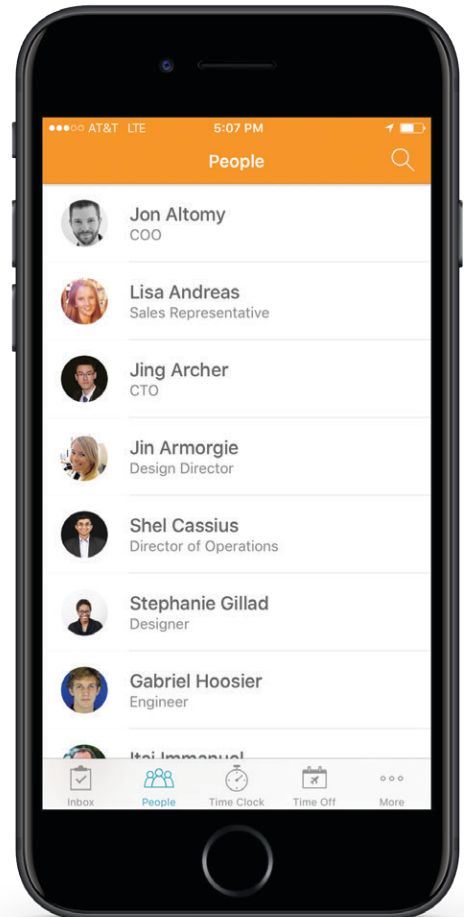 AT&T LTE 5:07 PM
People
Jon Altomy
COO
Lisa Andreas
Sales Representative
Jing Archer
CTO
Jin Armorgie
Design Director
Shel Cassius
Director of Operations
Stephanie Gillad
Designer
Gabriel Hoosier
Engineer
Itai Immanuel
Inbox People Time Clock Time Off More